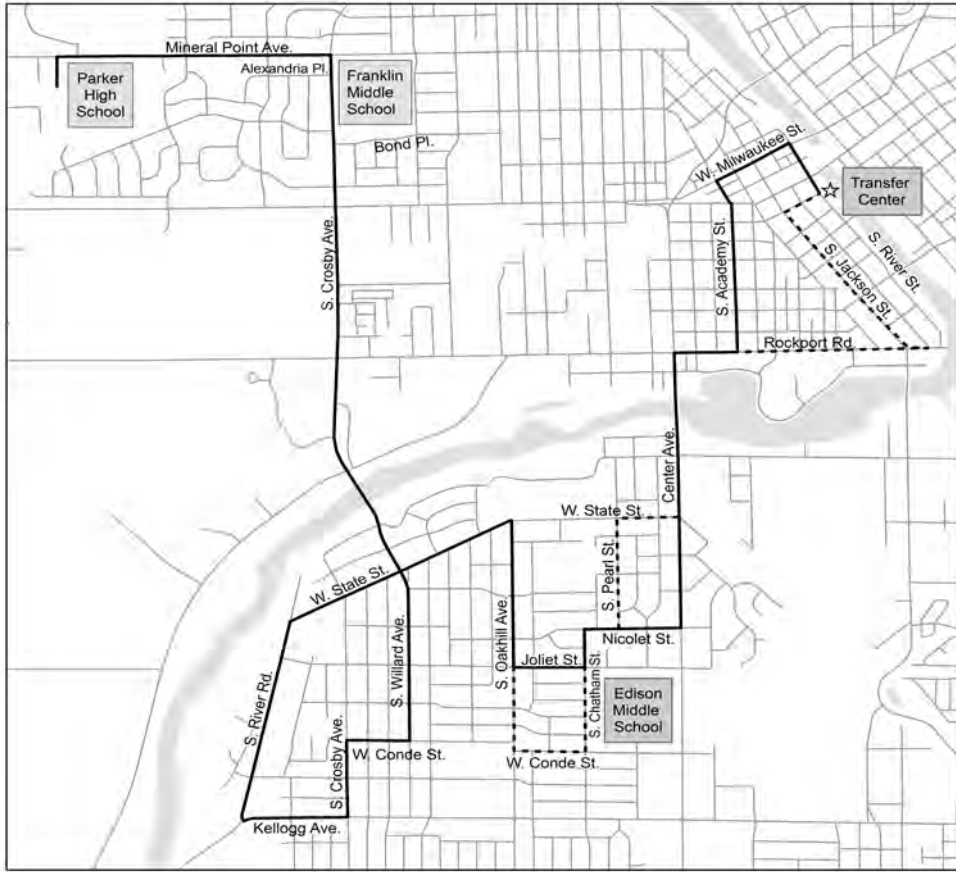 Mineral Point Ave.
Alexandria Pl.
Parker
High
School
Franklin
Middle
School
Bond Pl.
W. Milwaukee St.
Transfer
Center
S. Crosby Ave.
S. Academy St.
S. Jackson St.
S. River St.
Rockport Rd.
Center Ave.
W. State St.
W. State St.
S. Pearl St.
S. Oakhill Ave.
Nicolet St.
Joliet St.
S. Willard Ave.
S. River Rd.
S. Chatham St.
Edison
Middle
School
S. Crosby Ave.
W. Conde St.
W. Conde St.
Kellogg Ave.